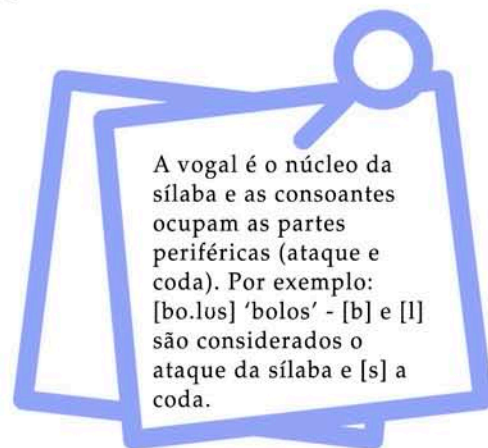 A vogal é o núcleo da
sílaba e as consoantes
ocupam as partes
periféricas (ataque e
coda). Por exemplo:
[bo.lʊs] ‘bolos’ - [b] e [l]
são considerados o
ataque da sílaba e [s] a
coda.